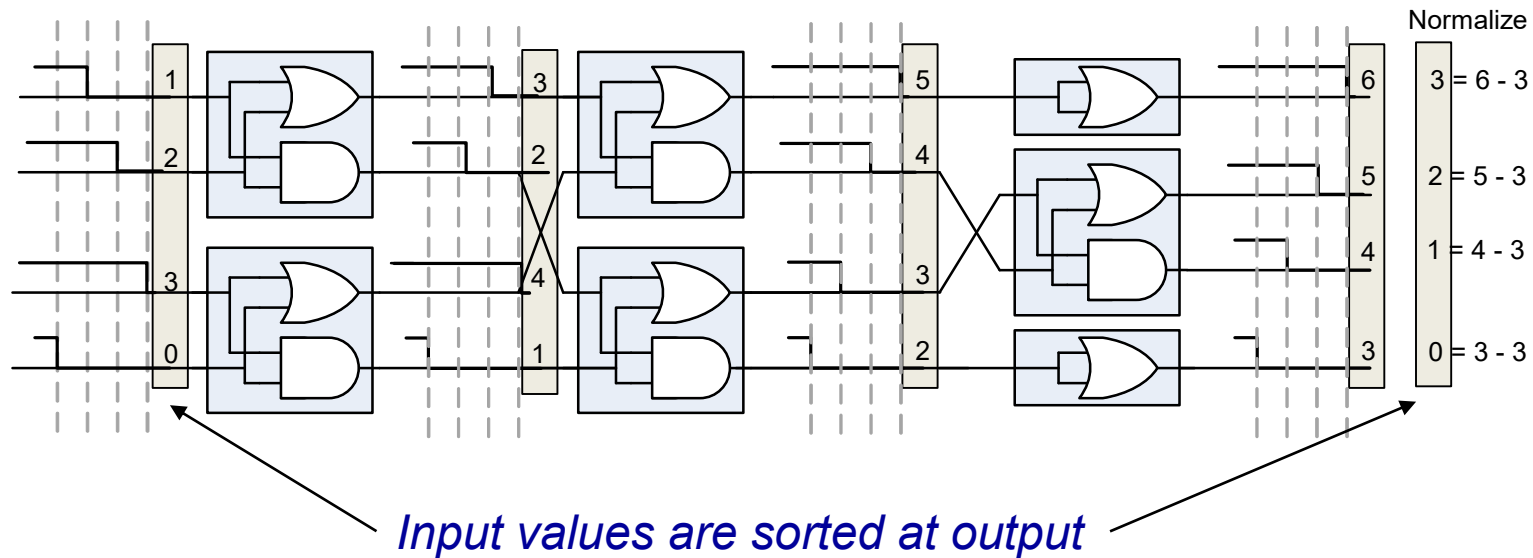 Normalize
1 3 5 6 3 = 6 - 3
2 2 4 5 2 = 5 - 3
3 4 3 4 1 = 4 - 3
0 1 2 3 0 = 3 - 3
Input values are sorted at output